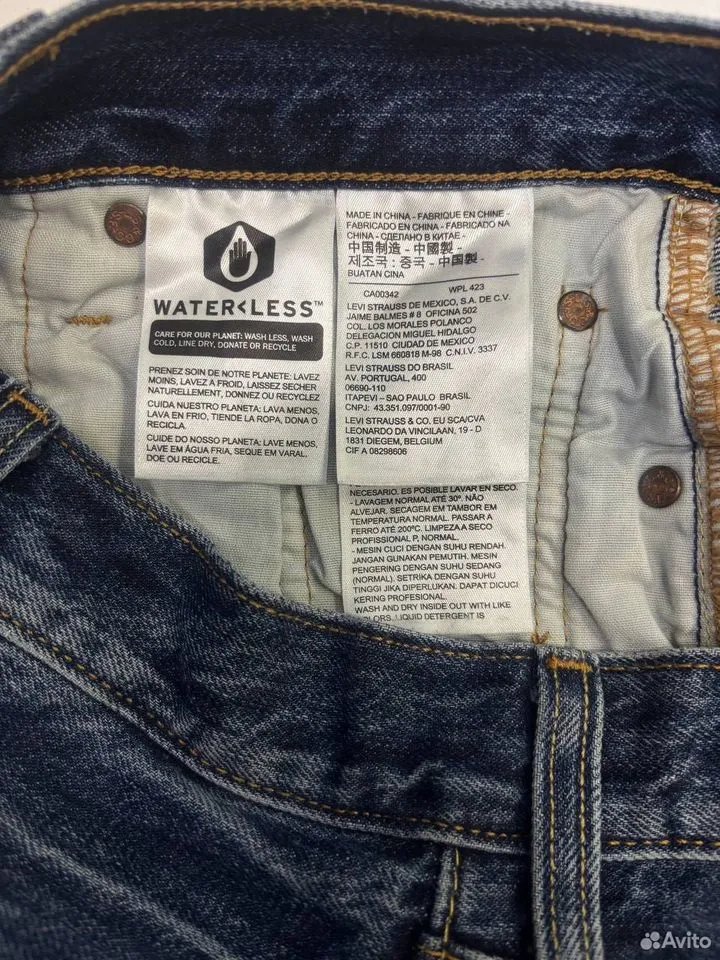 WATER<LESS™
CARE FOR OUR PLANET: WASH LESS, WASH
COLD, LINE DRY, DONATE OR RECYCLE
PRENEZ SOIN DE NOTRE PLANETE: LAVEZ
MOINS, LAVEZ À FROID, LAISSEZ SECHER
NATURELLEMENT, DONNEZ OU RECYCLEZ
CUIDA NUESTRO PLANETA: LAVA MENOS,
LAVA EN FRIO, TIENDE LA ROPA, DONA O
RECICLA.
CUIDE DO NOSSO PLANETA: LAVE MENOS,
LAVE EM ÁGUA FRIA, SEQUE EM VARAL,
DOE OU RECICLE.
MADE IN CHINA - FABRIQUE EN CHINE -
FABRICADO EN CHINA - FABRICADO NA
CHINA - СДЕЛАНО В КИТАЕ -
中国制造 - 中國製 -
제조국 : 중국 - 中國製 -
BUATAN CINA
CA00342 WPL 423
LEVI STRAUSS DE MEXICO, S.A. DE C.V.
JAIME BALMES # 8 OFICINA 502
COL. LOS MORALES POLANCO
DELEGACION MIGUEL HIDALGO
C.P. 11510 CIUDAD DE MEXICO
R.F.C. LSM 660818 M-98 C.N.I.V. 3337
LEVI STRAUSS DO BRASIL
AV. PORTUGAL, 400
06690-110
ITAPEVI – SAO PAULO BRASIL
CNPJ: 43.351.097/0001-90
LEVI STRAUSS & CO. EU SCA/CVA
LEONARDO DA VINCILAAN, 19 - D
1831 DIEGEM, BELGIUM
CIF A 08298606
NECESARIO. ES POSIBLE LAVAR EN SECO.
- LAVAGEM NORMAL ATÉ 30º. NÃO
ALVEJAR. SECAGEM EM TAMBOR EM
TEMPERATURA NORMAL. PASSAR A
FERRO ATÉ 200ºC. LIMPEZA A SECO
PROFISSIONAL P, NORMAL.
- MESIN CUCI DENGAN SUHU RENDAH.
JANGAN GUNAKAN PEMUTIH. MESIN
PENGERING DENGAN SUHU SEDANG
(NORMAL). SETRIKA DENGAN SUHU
TINGGI JIKA DIPERLUKAN. DAPAT DICUCI
KERING PROFESIONAL.
WASH AND DRY INSIDE OUT WITH LIKE
COLORS. LIQUID DETERGENT IS
Avito